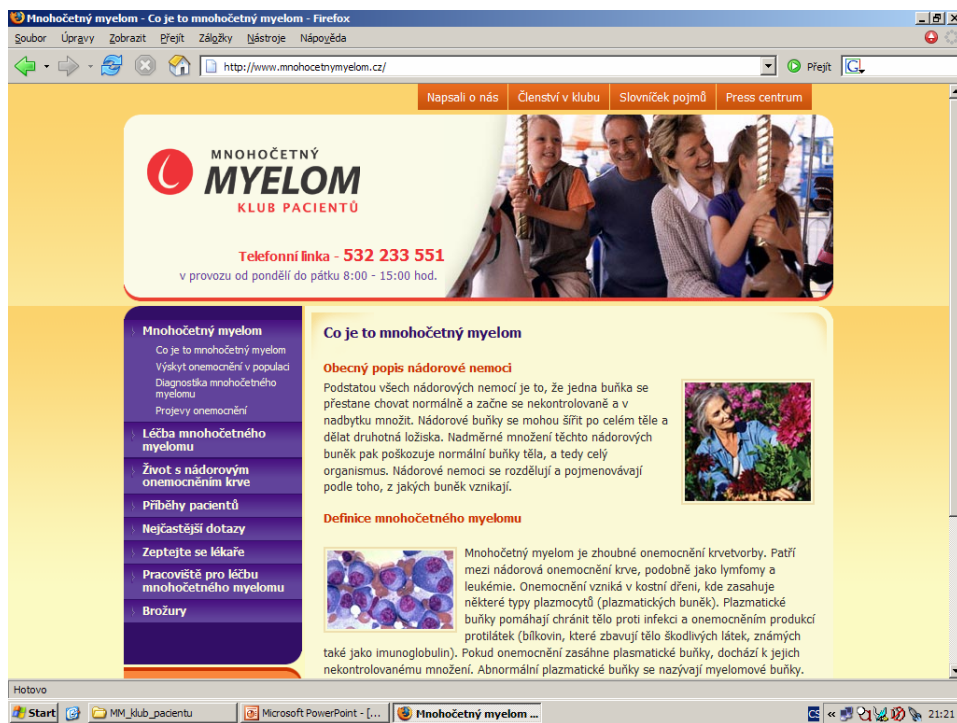 Mnohočetný myelom - Co je to mnohočetný myelom - Firefox
Soubor Úpravy Zobrazit Přejít Záložky Nástroje Nápověda
http://www.mnohocetnymyelom.cz/ Přejít
Napsali o nás Členství v klubu Slovníček pojmů Press centrum
MNOHOČETNÝ
MYELOM
KLUB PACIENTŮ
Telefonní linka - 532 233 551
v provozu od pondělí do pátku 8:00 - 15:00 hod.
Mnohočetný myelom
Co je to mnohočetný myelom
Výskyt onemocnění v populaci
Diagnostika mnohočetného
myelomu
Projevy onemocnění
Léčba mnohočetného
myelomu
Život s nádorovým
onemocněním krve
Příběhy pacientů
Nejčastější dotazy
Zeptejte se lékaře
Pracoviště pro léčbu
mnohočetného myelomu
Brožury
Co je to mnohočetný myelom
Obecný popis nádorové nemoci
Podstatou všech nádorových nemocí je to, že jedna buňka se
přestane chovat normálně a začne se nekontrolovaně a v
nadbytku množit. Nádorové buňky se mohou šířit po celém těle a
dělat druhotná ložiska. Nadměrné množení těchto nádorových
buněk pak poškozuje normální buňky těla, a tedy celý
organismus. Nádorové nemoci se rozdělují a pojmenovávají
podle toho, z jakých buněk vznikají.
Definice mnohočetného myelomu
Mnohočetný myelom je zhoubné onemocnění krvetvorby. Patří
mezi nádorová onemocnění krve, podobně jako lymfomy a
leukémie. Onemocnění vzniká v kostní dřeni, kde zasahuje
některé typy plazmocytů (plazmatických buněk). Plazmatické
buňky pomáhají chránit tělo proti infekci a onemocněním produkcí
protilátek (bílkovin, které zbavují tělo škodlivých látek, známých
také jako imunoglobulin). Pokud onemocnění zasáhne plasmatické buňky, dochází k jejich
nekontrolovanému množení. Abnormální plazmatické buňky se nazývají myelomové buňky.
Hotovo
Start MM_klub_pacientu Microsoft PowerPoint - [... Mnohočetný myelom ... CS « 21:21